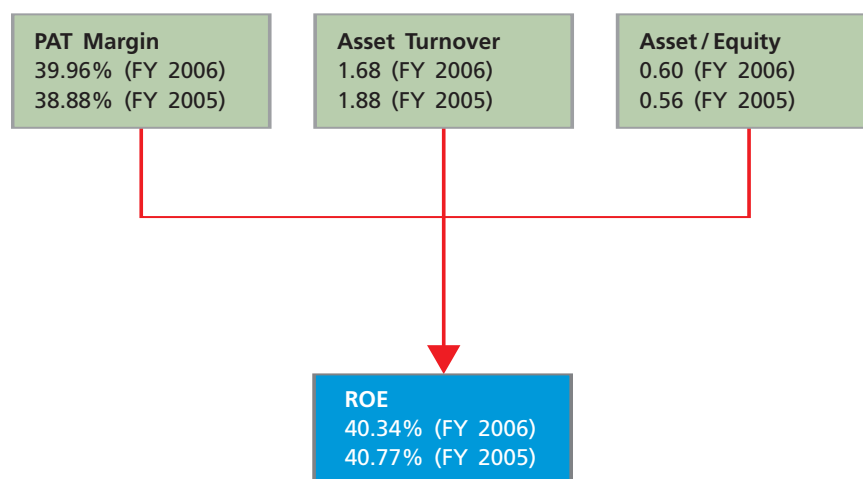 PAT Margin
39.96% (FY 2006)
38.88% (FY 2005)
Asset Turnover
1.68 (FY 2006)
1.88 (FY 2005)
Asset / Equity
0.60 (FY 2006)
0.56 (FY 2005)
ROE
40.34% (FY 2006)
40.77% (FY 2005)